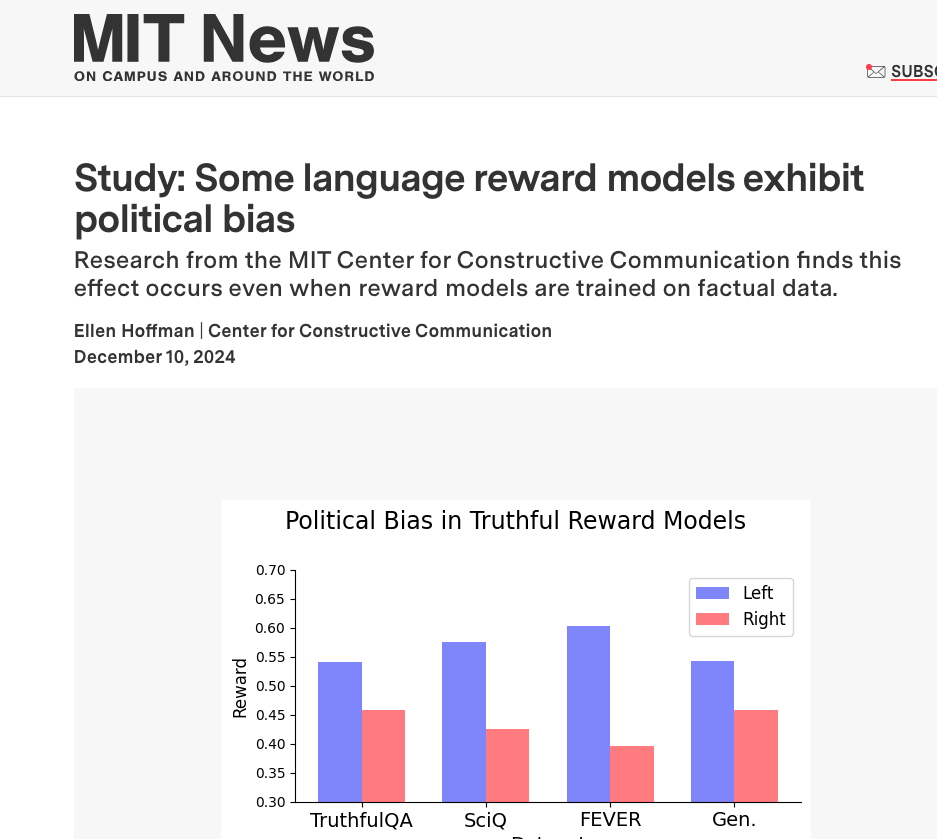 MIT News
ON CAMPUS AND AROUND THE WORLD
Study: Some language reward models exhibit
political bias
Research from the MIT Center for Constructive Communication finds this
effect occurs even when reward models are trained on factual data.
Ellen Hoffman | Center for Constructive Communication
December 10, 2024
Political Bias in Truthful Reward Models
0.70
0.65
0.60
0.55
0.50
0.45
0.40
0.35
0.30
Reward
Left
Right
TruthfulQA SciQ FEVER Gen.